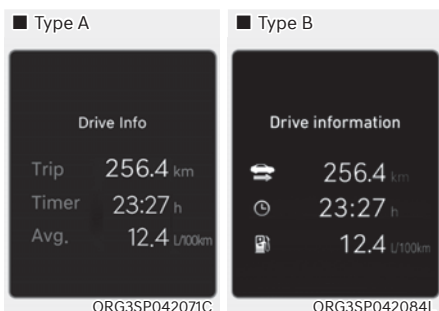 ■ Type A
Drive Info
Trip 256.4 km
Timer 23:27 h
Avg. 12.4 L/100km
ORG3SP042071C
■ Type B
Drive information
256.4 km
23:27 h
12.4 L/100km
ORG3SP042084L